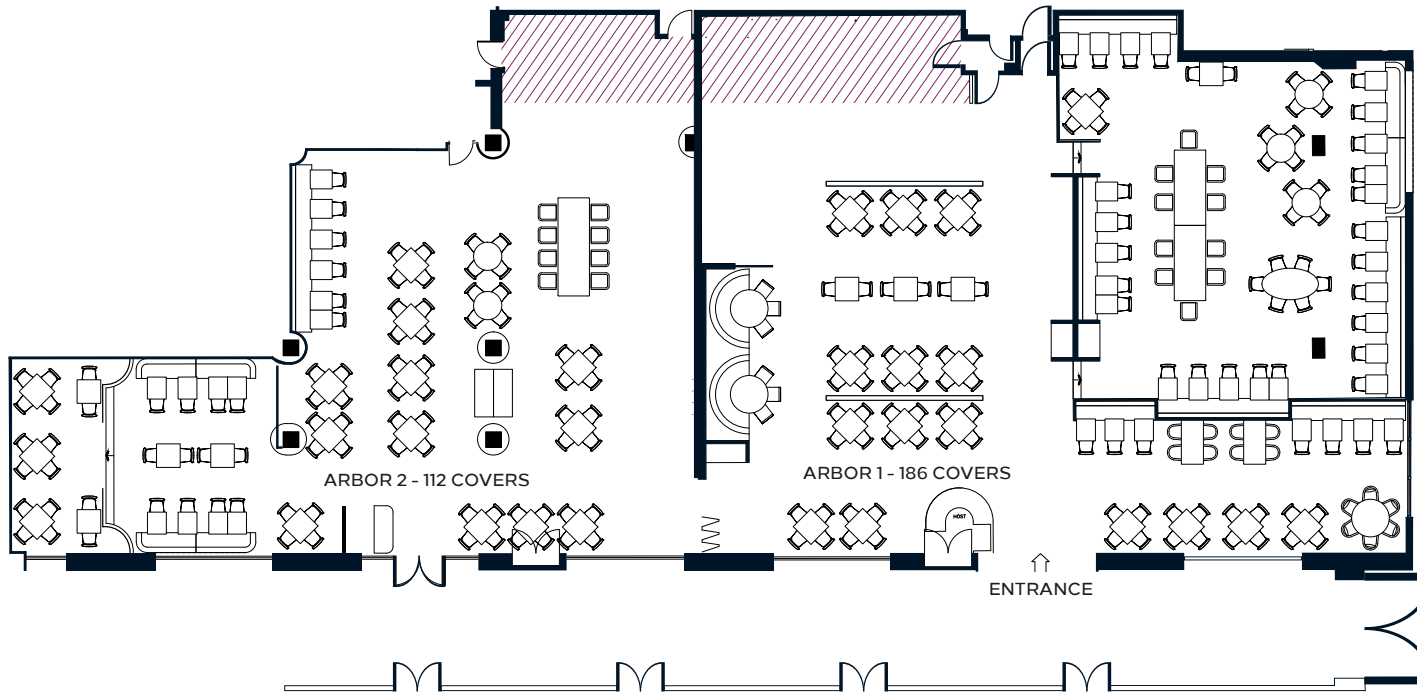 ARBOR 2 - 112 COVERS
ARBOR 1 - 186 COVERS
HOST
ENTRANCE